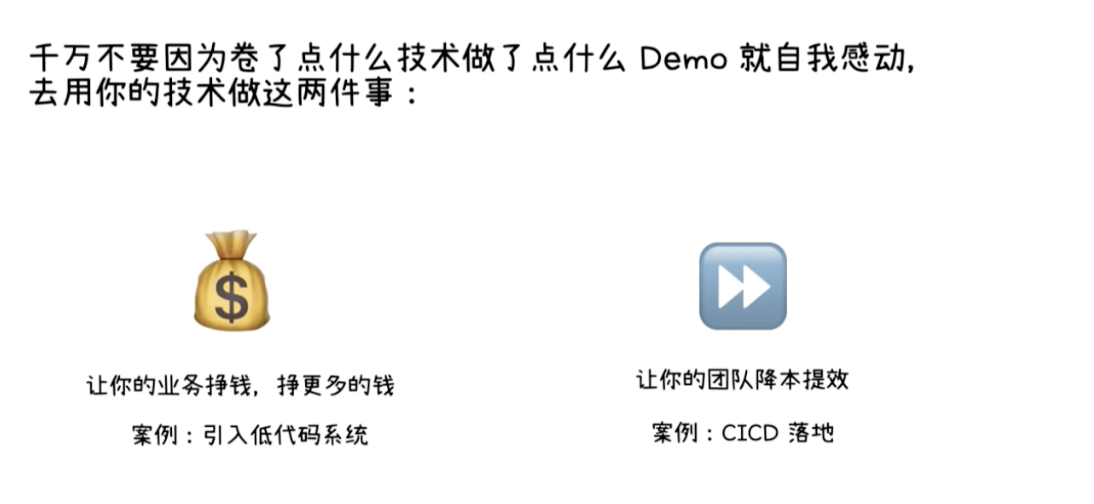 千万不要因为卷了点什么技术做了点什么 Demo 就自我感动,
去用你的技术做这两件事：
$
让你的业务挣钱，挣更多的钱
案例：引入低代码系统
让你的团队降本提效
案例：CICD 落地